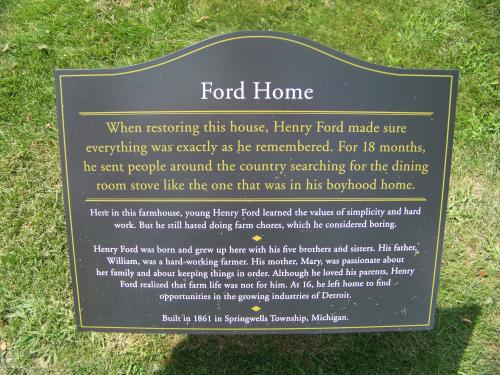 Ford Home
When restoring this house, Henry Ford made sure
everything was exactly as he remembered. For 18 months,
he sent people around the country searching for the dining
room stove like the one that was in his boyhood home.
Here in this farmhouse, young Henry Ford learned the values of simplicity and hard
work. But he still hated doing farm chores, which he considered boring.
Henry Ford was born and grew up here with his five brothers and sisters. His father,
William, was a hard-working farmer. His mother, Mary, was passionate about
her family and about keeping things in order. Although he loved his parents, Henry
Ford realized that farm life was not for him. At 16, he left home to find
opportunities in the growing industries of Detroit.
Built in 1861 in Springwells Township, Michigan.